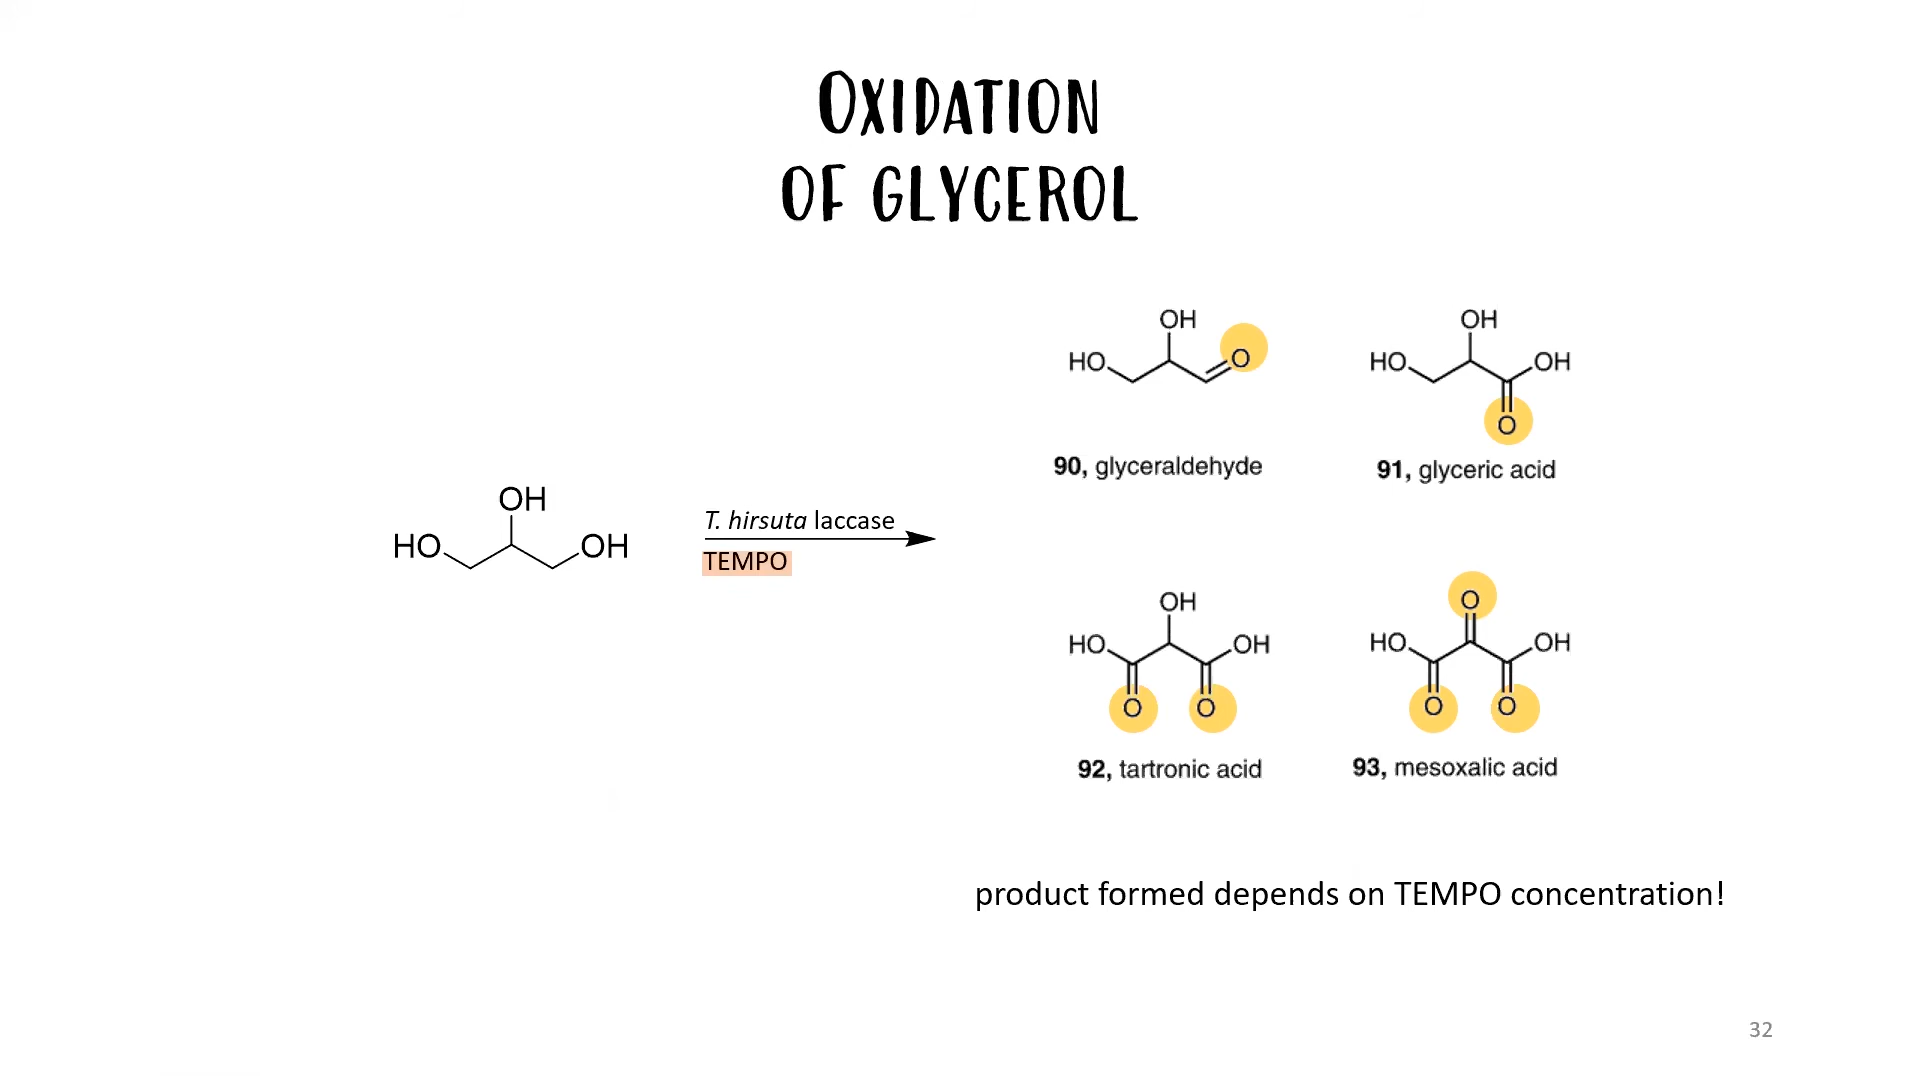 OXIDATION
OF GLYCEROL
OH
HO
OH
T. hirsuta laccase
TEMPO
OH
HO
O
90, glyceraldehyde
OH
HO
OH
O
91, glyceric acid
OH
HO
OH
O
O
92, tartronic acid
O
HO
OH
O
O
93, mesoxalic acid
product formed depends on TEMPO concentration!
32